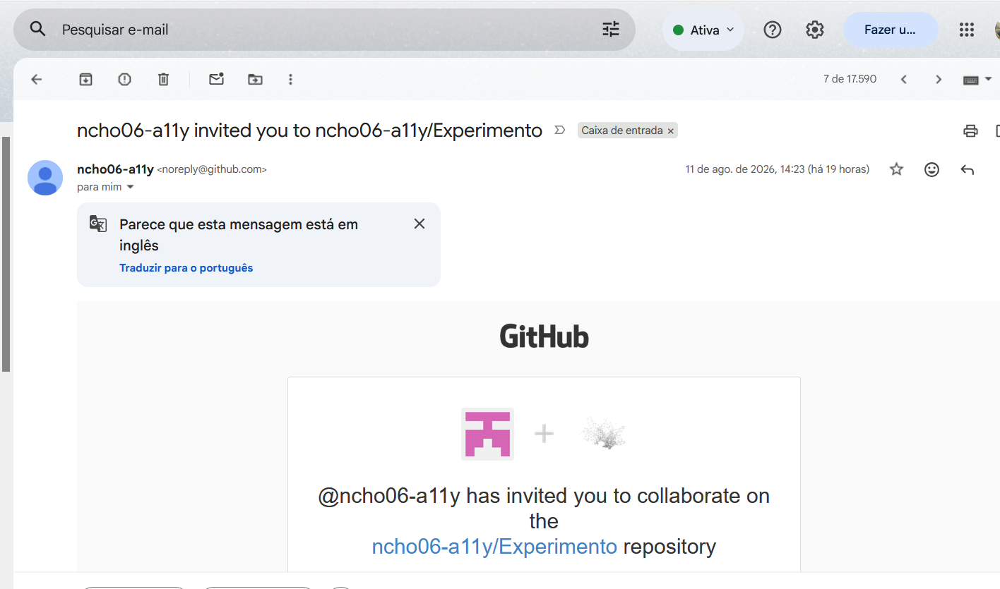 Pesquisar e-mail
Ativa
Fazer u...
7 de 17.590
ncho06-a11y invited you to ncho06-a11y/Experimento
Caixa de entrada ×
ncho06-a11y <noreply@github.com>
11 de ago. de 2026, 14:23 (há 19 horas)
para mim
Parece que esta mensagem está em
inglês
Traduzir para o português
GitHub
@ncho06-a11y has invited you to collaborate on
the
ncho06-a11y/Experimento repository